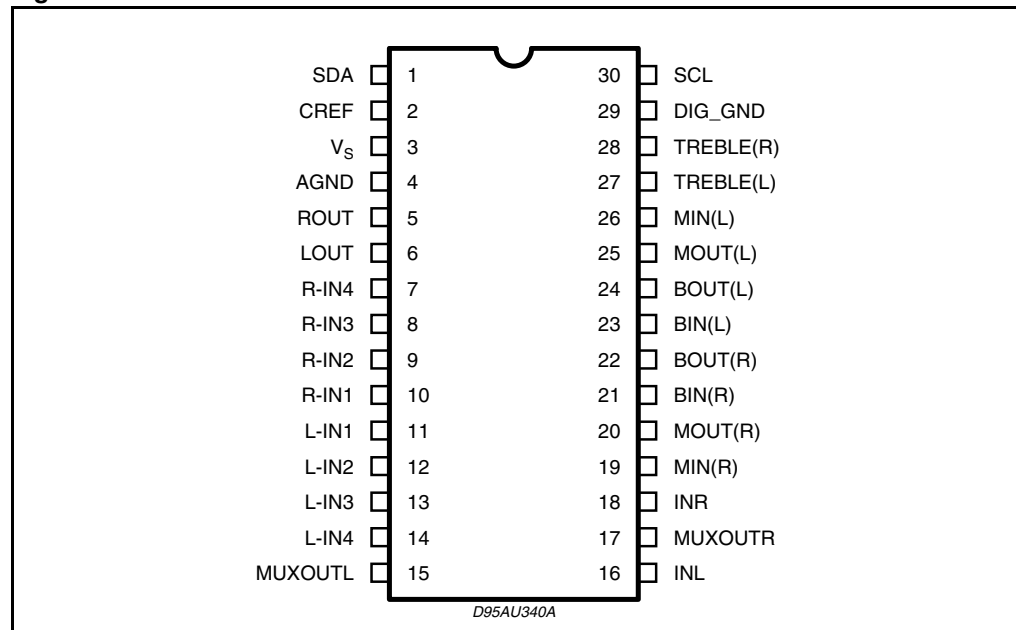 SDA 1 30 SCL
CREF 2 29 DIG_GND
VS 3 28 TREBLE(R)
AGND 4 27 TREBLE(L)
ROUT 5 26 MIN(L)
LOUT 6 25 MOUT(L)
R-IN4 7 24 BOUT(L)
R-IN3 8 23 BIN(L)
R-IN2 9 22 BOUT(R)
R-IN1 10 21 BIN(R)
L-IN1 11 20 MOUT(R)
L-IN2 12 19 MIN(R)
L-IN3 13 18 INR
L-IN4 14 17 MUXOUTR
MUXOUTL 15 16 INL
D95AU340A